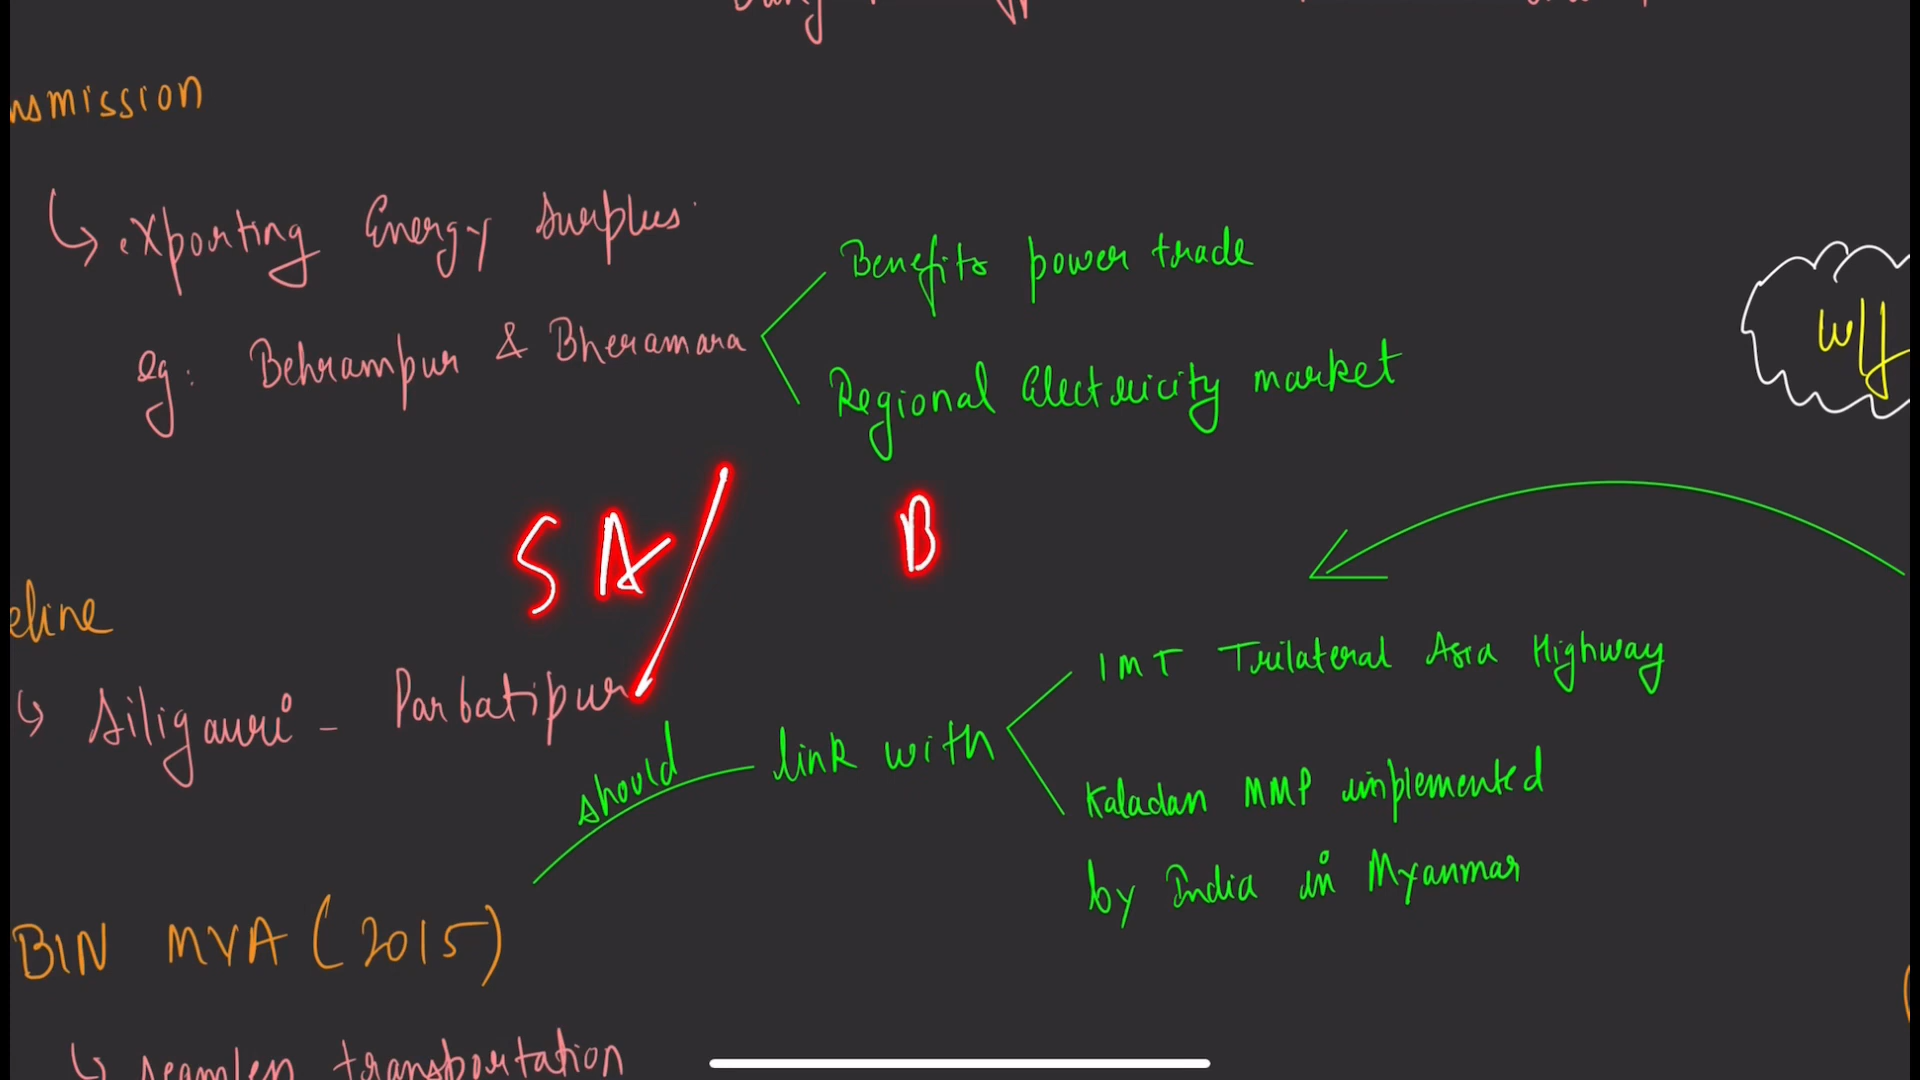 nsmission
↳ exporting Energy Surplus
eg: Behrampur & Bheramara
Benefits power trade
Regional Electricity market
W/f
SA/ B
eline
↳ Siligauri - Parbatipur
should link with
IMT Trilateral Asia Highway
Kaladan MMP implemented
by India in Myanmar
BIN MVA (2015)
↳ seamless transportation